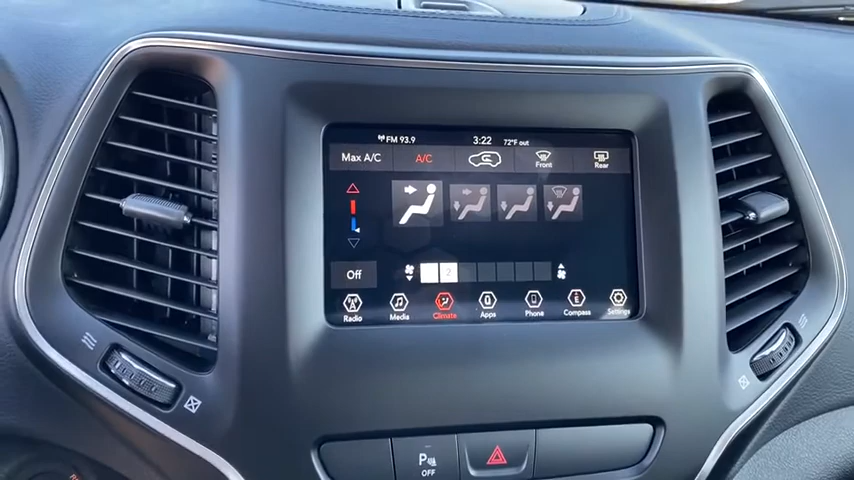 FM 93.9 3:22 72°F out
Max A/C A/C Front Rear
Off 2
Radio Media Climate Apps Phone Compass Settings
P
OFF